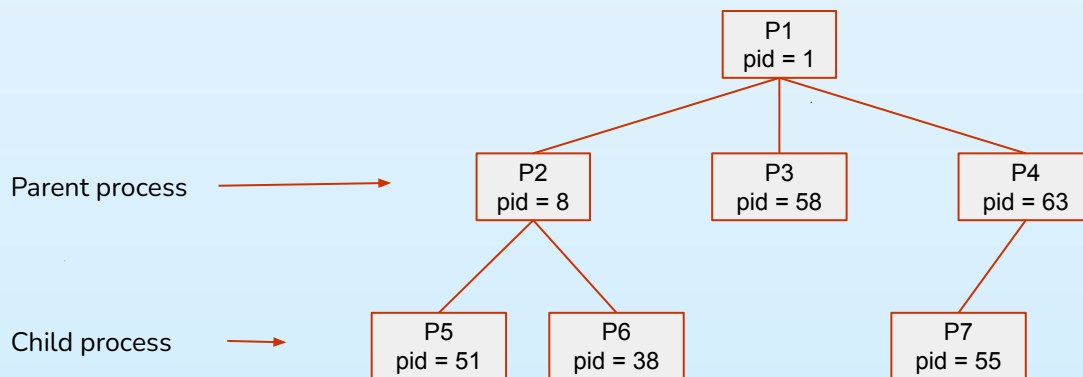 P1
pid = 1
Parent process
P2
pid = 8
P3
pid = 58
P4
pid = 63
Child process
P5
pid = 51
P6
pid = 38
P7
pid = 55